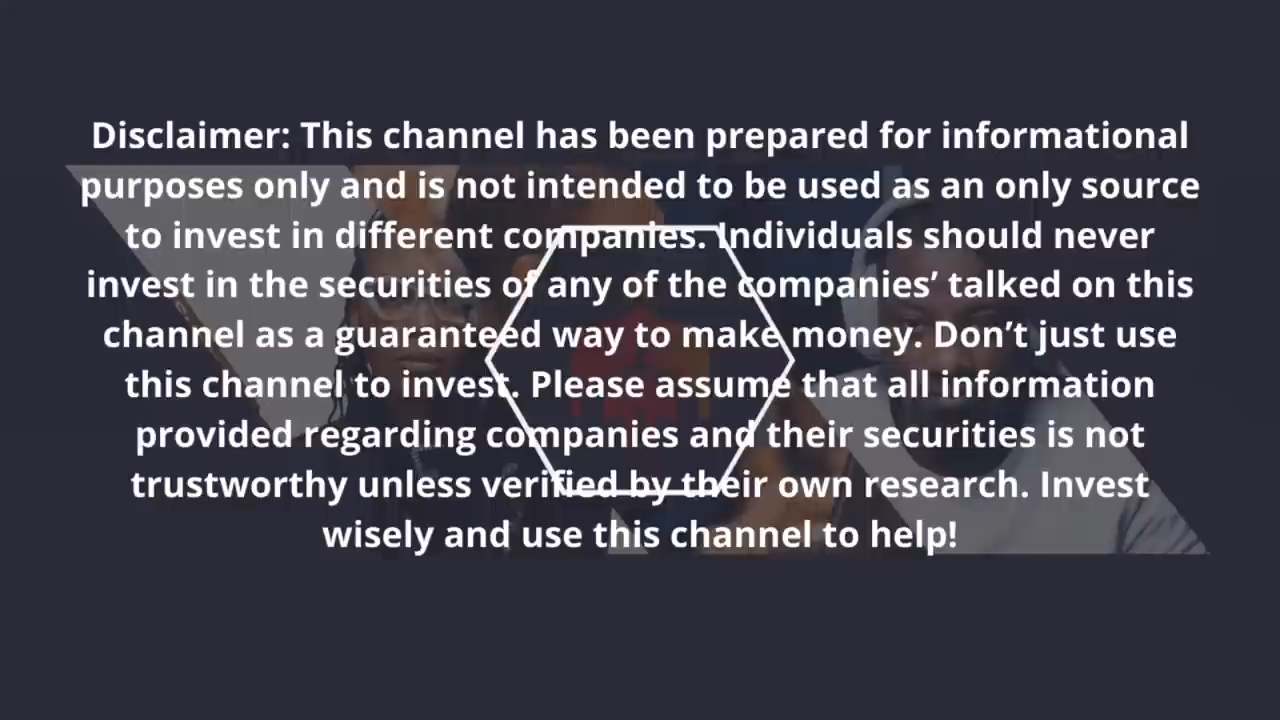 Disclaimer: This channel has been prepared for informational
purposes only and is not intended to be used as an only source
to invest in different companies. Individuals should never
invest in the securities of any of the companies’ talked on this
channel as a guaranteed way to make money. Don’t just use
this channel to invest. Please assume that all information
provided regarding companies and their securities is not
trustworthy unless verified by their own research. Invest
wisely and use this channel to help!